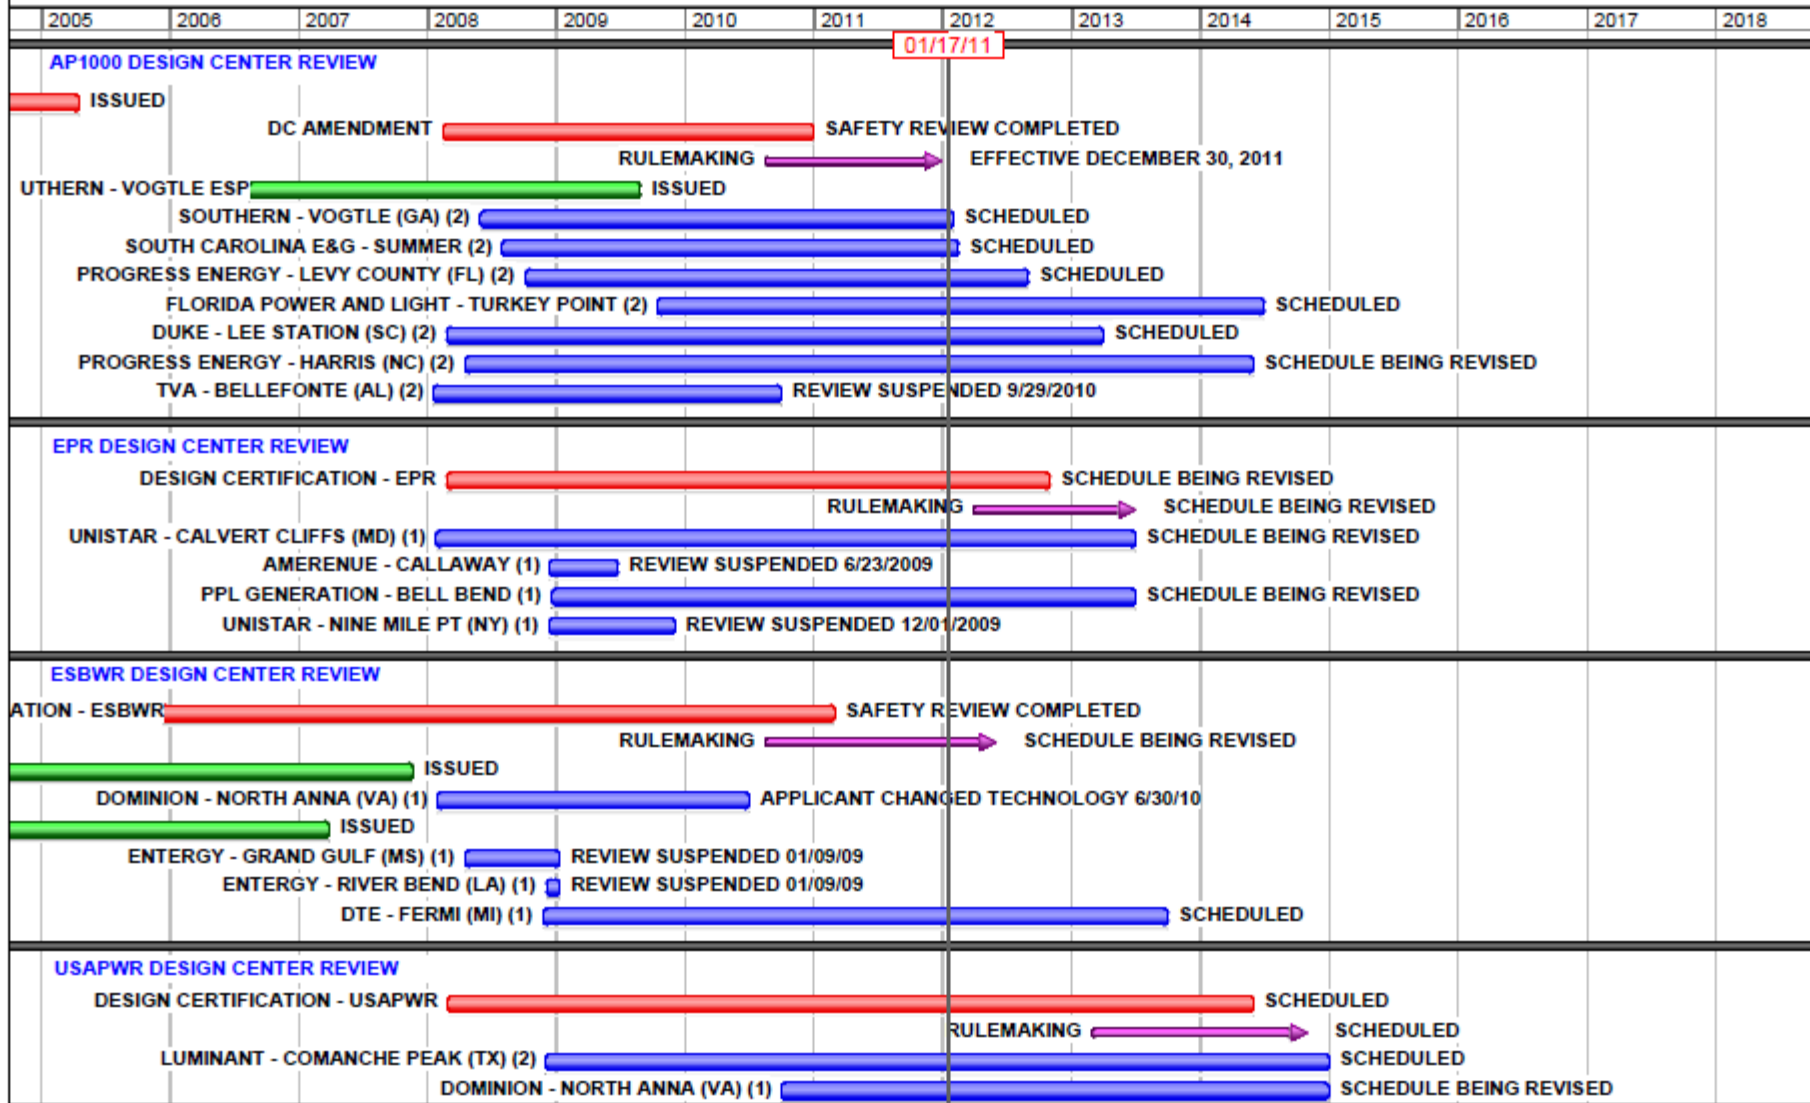 2005 2006 2007 2008 2009 2010 2011 2012 2013 2014 2015 2016 2017 2018
01/17/11
AP1000 DESIGN CENTER REVIEW
ISSUED
DC AMENDMENT SAFETY REVIEW COMPLETED
RULEMAKING EFFECTIVE DECEMBER 30, 2011
UTHERN - VOGTLE ESP ISSUED
SOUTHERN - VOGTLE (GA) (2) SCHEDULED
SOUTH CAROLINA E&G - SUMMER (2) SCHEDULED
PROGRESS ENERGY - LEVY COUNTY (FL) (2) SCHEDULED
FLORIDA POWER AND LIGHT - TURKEY POINT (2) SCHEDULED
DUKE - LEE STATION (SC) (2) SCHEDULED
PROGRESS ENERGY - HARRIS (NC) (2) SCHEDULE BEING REVISED
TVA - BELLEFONTE (AL) (2) REVIEW SUSPENDED 9/29/2010
EPR DESIGN CENTER REVIEW
DESIGN CERTIFICATION - EPR SCHEDULE BEING REVISED
RULEMAKING SCHEDULE BEING REVISED
UNISTAR - CALVERT CLIFFS (MD) (1) SCHEDULE BEING REVISED
AMERENUE - CALLAWAY (1) REVIEW SUSPENDED 6/23/2009
PPL GENERATION - BELL BEND (1) SCHEDULE BEING REVISED
UNISTAR - NINE MILE PT (NY) (1) REVIEW SUSPENDED 12/01/2009
ESBWR DESIGN CENTER REVIEW
ATION - ESBWR SAFETY REVIEW COMPLETED
RULEMAKING SCHEDULE BEING REVISED
ISSUED
DOMINION - NORTH ANNA (VA) (1) APPLICANT CHANGED TECHNOLOGY 6/30/10
ISSUED
ENTERGY - GRAND GULF (MS) (1) REVIEW SUSPENDED 01/09/09
ENTERGY - RIVER BEND (LA) (1) REVIEW SUSPENDED 01/09/09
DTE - FERMI (MI) (1) SCHEDULED
USAPWR DESIGN CENTER REVIEW
DESIGN CERTIFICATION - USAPWR SCHEDULED
RULEMAKING SCHEDULED
LUMINANT - COMANCHE PEAK (TX) (2) SCHEDULED
DOMINION - NORTH ANNA (VA) (1) SCHEDULE BEING REVISED